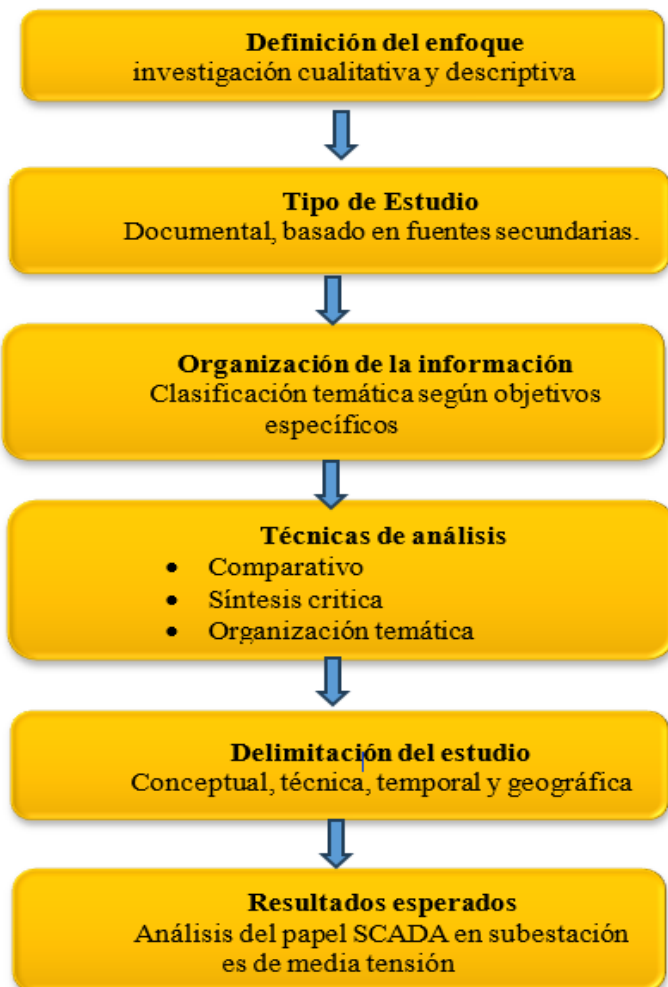 Definición del enfoque
investigación cualitativa y descriptiva
Tipo de Estudio
Documental, basado en fuentes secundarias.
Organización de la información
Clasificación temática según objetivos
específicos
Técnicas de análisis
• Comparativo
• Síntesis critica
• Organización temática
Delimitación del estudio
Conceptual, técnica, temporal y geográfica
Resultados esperados
Análisis del papel SCADA en subestación
es de media tensión